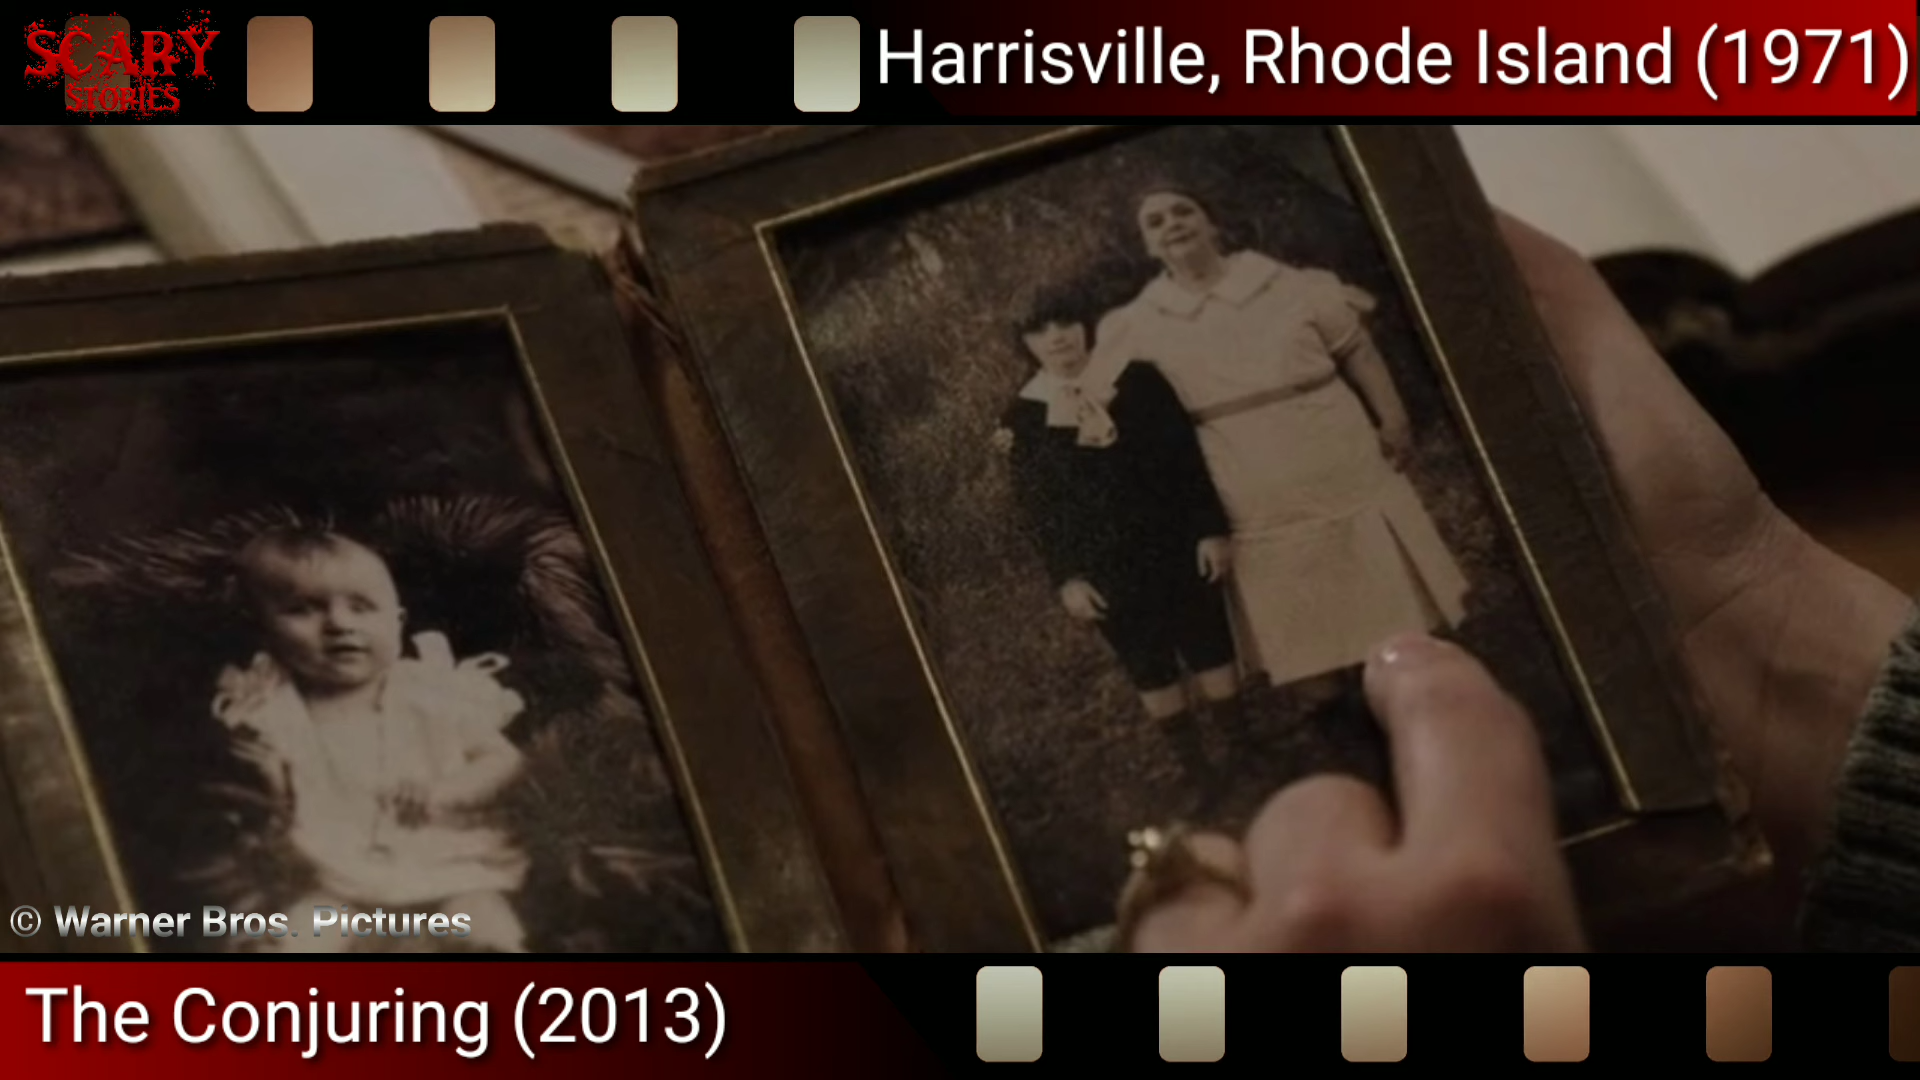 SCARY
STORIES
Harrisville, Rhode Island (1971)
© Warner Bros. Pictures
The Conjuring (2013)